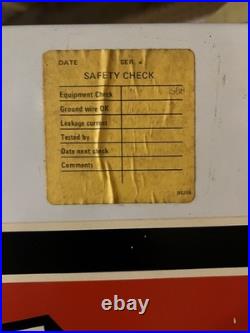 DATE SER. #
SAFETY CHECK
Equipment Check
Ground wire OK
Leakage current
Tested by
Date next check
Comments